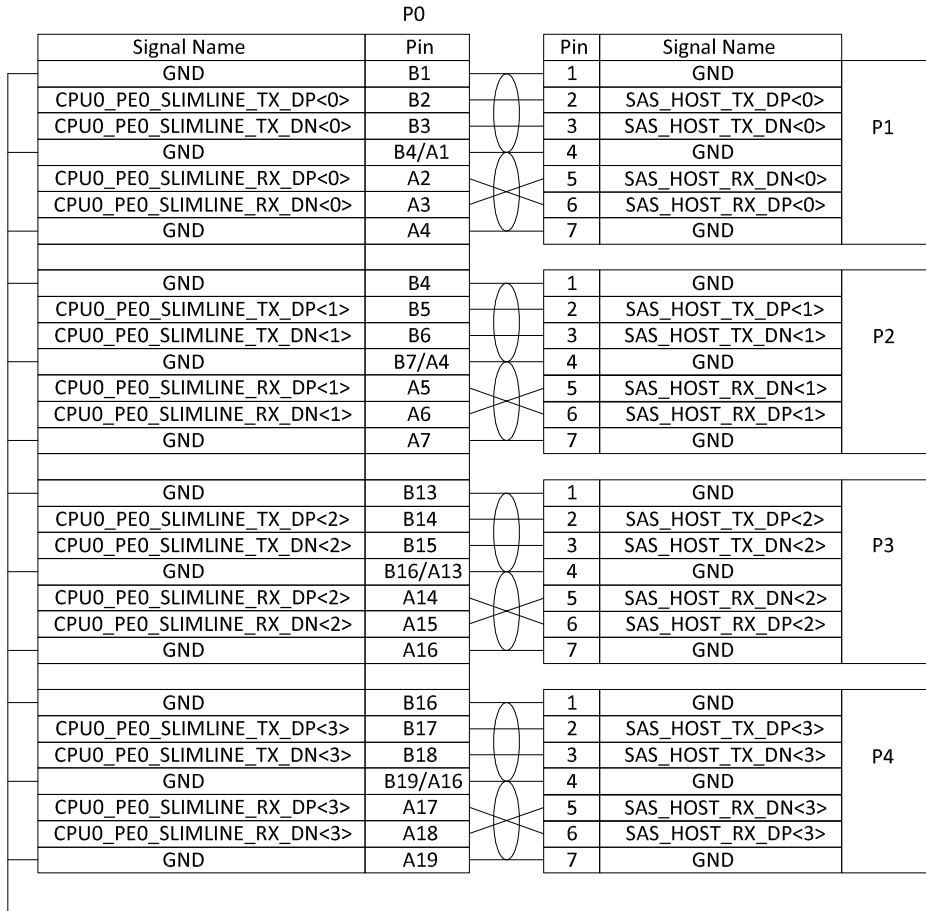 P0
Signal Name Pin Pin Signal Name
GND B1 1 GND
CPU0_PE0_SLIMLINE_TX_DP<0> B2 2 SAS_HOST_TX_DP<0>
CPU0_PE0_SLIMLINE_TX_DN<0> B3 3 SAS_HOST_TX_DN<0> P1
GND B4/A1 4 GND
CPU0_PE0_SLIMLINE_RX_DP<0> A2 5 SAS_HOST_RX_DN<0>
CPU0_PE0_SLIMLINE_RX_DN<0> A3 6 SAS_HOST_RX_DP<0>
GND A4 7 GND
GND B4 1 GND
CPU0_PE0_SLIMLINE_TX_DP<1> B5 2 SAS_HOST_TX_DP<1>
CPU0_PE0_SLIMLINE_TX_DN<1> B6 3 SAS_HOST_TX_DN<1> P2
GND B7/A4 4 GND
CPU0_PE0_SLIMLINE_RX_DP<1> A5 5 SAS_HOST_RX_DN<1>
CPU0_PE0_SLIMLINE_RX_DN<1> A6 6 SAS_HOST_RX_DP<1>
GND A7 7 GND
GND B13 1 GND
CPU0_PE0_SLIMLINE_TX_DP<2> B14 2 SAS_HOST_TX_DP<2>
CPU0_PE0_SLIMLINE_TX_DN<2> B15 3 SAS_HOST_TX_DN<2> P3
GND B16/A13 4 GND
CPU0_PE0_SLIMLINE_RX_DP<2> A14 5 SAS_HOST_RX_DN<2>
CPU0_PE0_SLIMLINE_RX_DN<2> A15 6 SAS_HOST_RX_DP<2>
GND A16 7 GND
GND B16 1 GND
CPU0_PE0_SLIMLINE_TX_DP<3> B17 2 SAS_HOST_TX_DP<3>
CPU0_PE0_SLIMLINE_TX_DN<3> B18 3 SAS_HOST_TX_DN<3> P4
GND B19/A16 4 GND
CPU0_PE0_SLIMLINE_RX_DP<3> A17 5 SAS_HOST_RX_DN<3>
CPU0_PE0_SLIMLINE_RX_DN<3> A18 6 SAS_HOST_RX_DP<3>
GND A19 7 GND